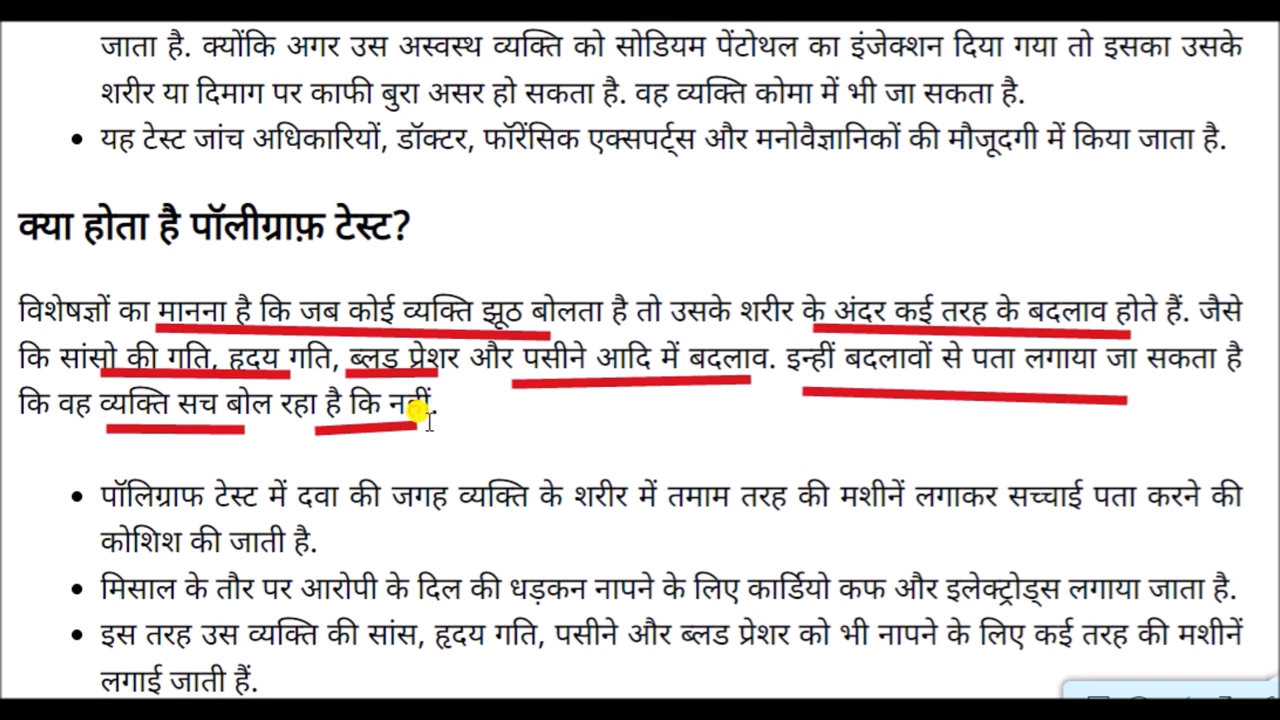 जाता है. क्योंकि अगर उस अस्वस्थ व्यक्ति को सोडियम पेंटोथल का इंजेक्शन दिया गया तो इसका उसके
शरीर या दिमाग पर काफी बुरा असर हो सकता है. वह व्यक्ति कोमा में भी जा सकता है.
• यह टेस्ट जांच अधिकारियों, डॉक्टर, फॉरेंसिक एक्सपर्ट्स और मनोवैज्ञानिकों की मौजूदगी में किया जाता है.
क्या होता है पॉलीग्राफ़ टेस्ट?
विशेषज्ञों का मानना है कि जब कोई व्यक्ति झूठ बोलता है तो उसके शरीर के अंदर कई तरह के बदलाव होते हैं. जैसे
कि सांसो की गति, हृदय गति, ब्लड प्रेशर और पसीने आदि में बदलाव. इन्हीं बदलावों से पता लगाया जा सकता है
कि वह व्यक्ति सच बोल रहा है कि नहीं.
• पॉलिग्राफ टेस्ट में दवा की जगह व्यक्ति के शरीर में तमाम तरह की मशीनें लगाकर सच्चाई पता करने की
कोशिश की जाती है.
• मिसाल के तौर पर आरोपी के दिल की धड़कन नापने के लिए कार्डियो कफ और इलेक्ट्रोड्स लगाया जाता है.
• इस तरह उस व्यक्ति की सांस, हृदय गति, पसीने और ब्लड प्रेशर को भी नापने के लिए कई तरह की मशीनें
लगाई जाती हैं.